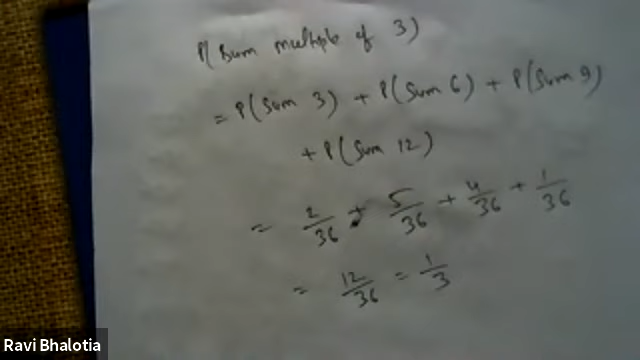 P(Sum multiple of 3)
= P(Sum 3) + P(Sum 6) + P(Sum 9)
+ P(Sum 12)
= 2/36 + 5/36 + 4/36 + 1/36
= 12/36 = 1/3
Ravi Bhalotia